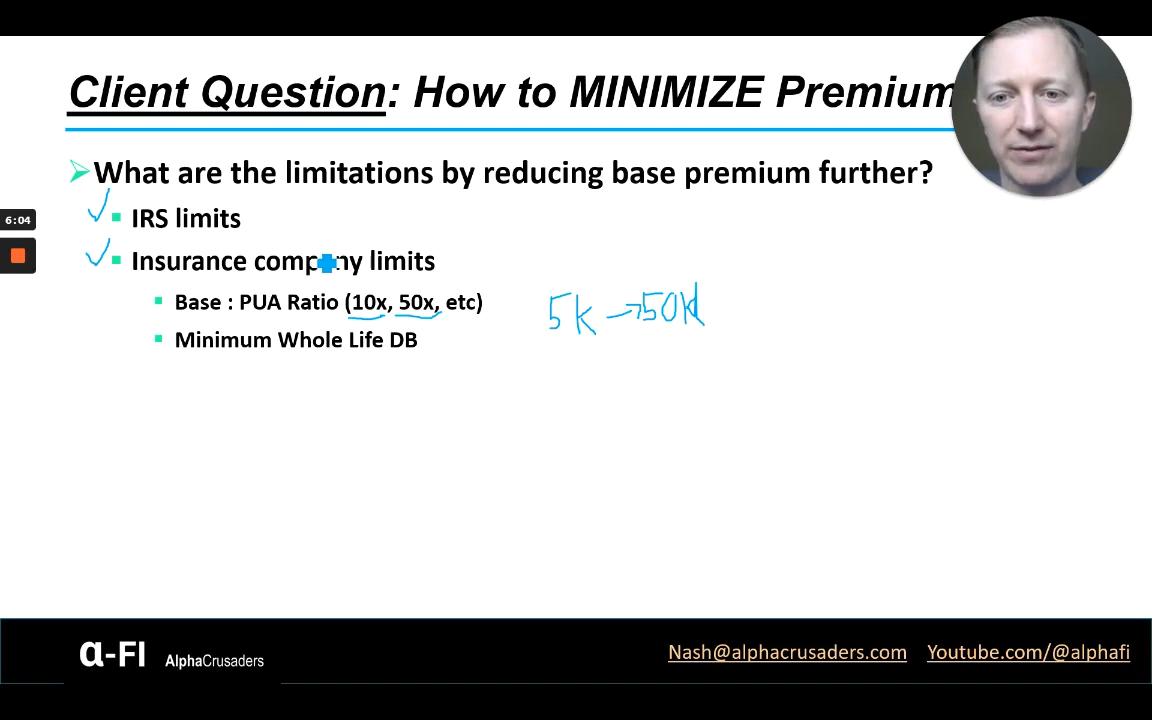 Client Question: How to MINIMIZE Premium
What are the limitations by reducing base premium further?
IRS limits
6:04
Insurance company limits
Base : PUA Ratio (10x, 50x, etc)
5k → 50k
Minimum Whole Life DB
α-FI AlphaCrusaders
Nash@alphacrusaders.com Youtube.com/@alphafi